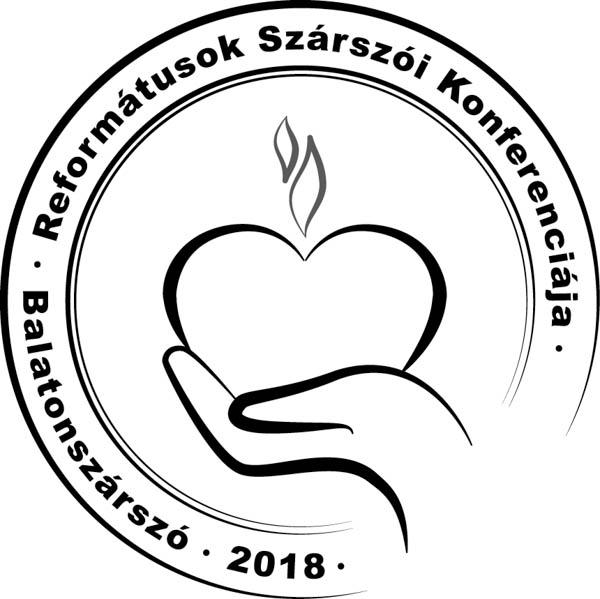 Reformátusok Szárszói Konferenciája ·
· Balatonszárszó · 2018 ·